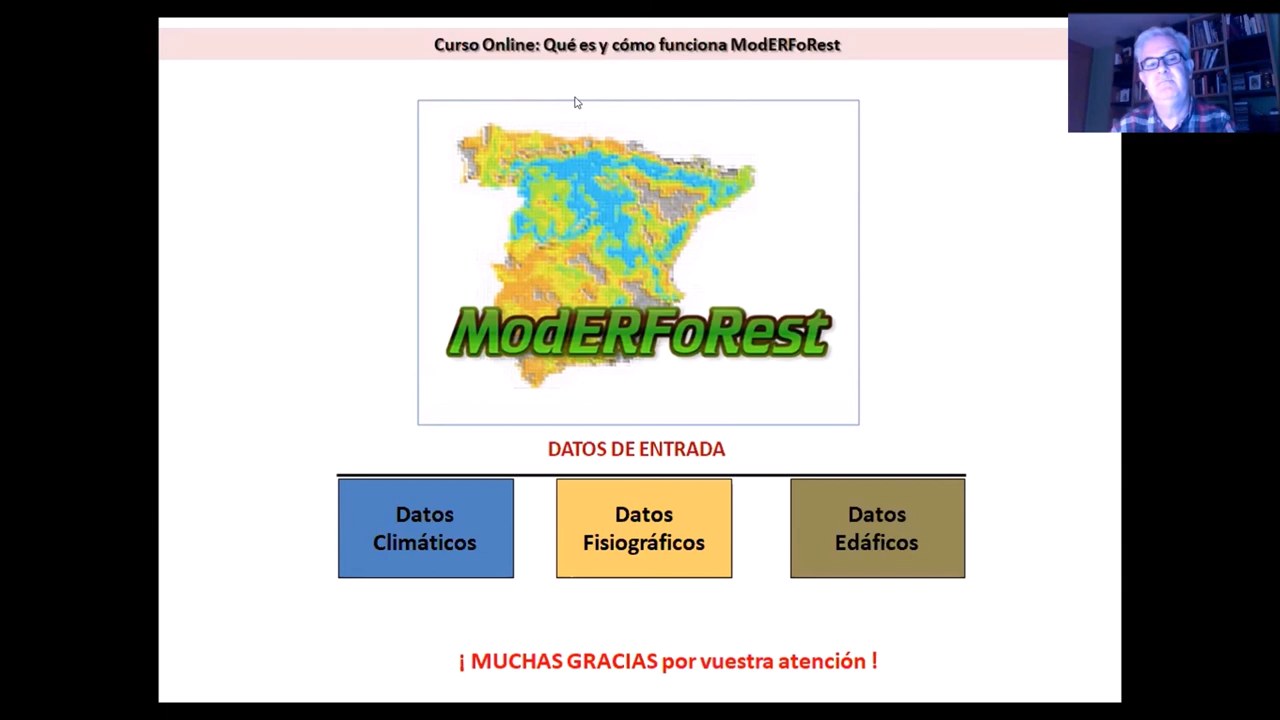 Curso Online: Qué es y cómo funciona ModERFoRest
ModERFoRest
DATOS DE ENTRADA
Datos
Climáticos
Datos
Fisiográficos
Datos
Edáficos
¡ MUCHAS GRACIAS por vuestra atención !